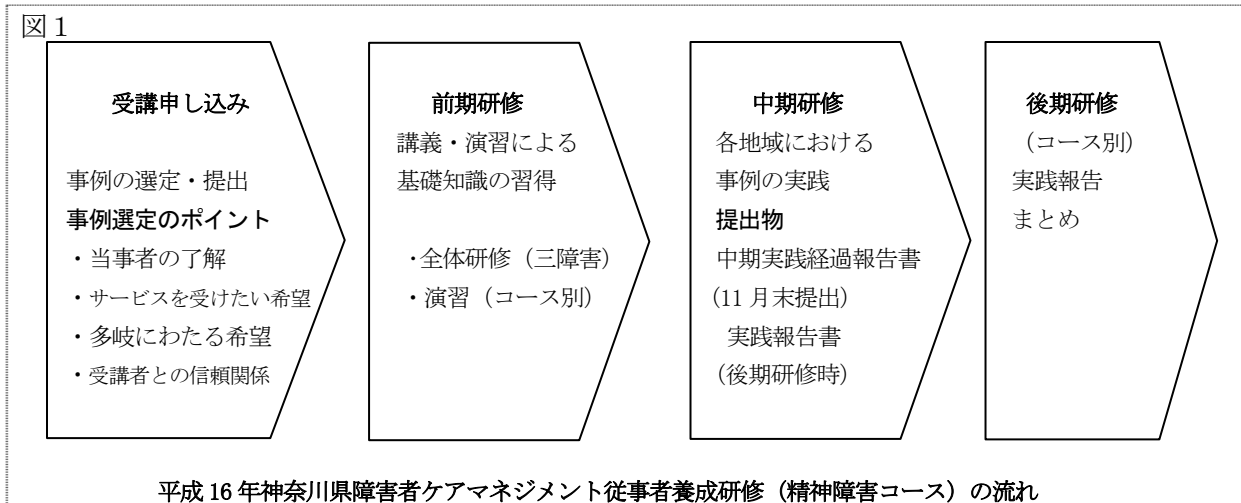 図1
受講申し込み
事例の選定・提出
事例選定のポイント
・当事者の了解
・サービスを受けたい希望
・多岐にわたる希望
・受講者との信頼関係
前期研修
講義・演習による
基礎知識の習得
・全体研修（三障害）
・演習（コース別）
中期研修
各地域における
事例の実践
提出物
中期実践経過報告書
(11月末提出)
実践報告書
(後期研修時)
後期研修
（コース別）
実践報告
まとめ
平成16年神奈川県障害者ケアマネジメント従事者養成研修（精神障害コース）の流れ